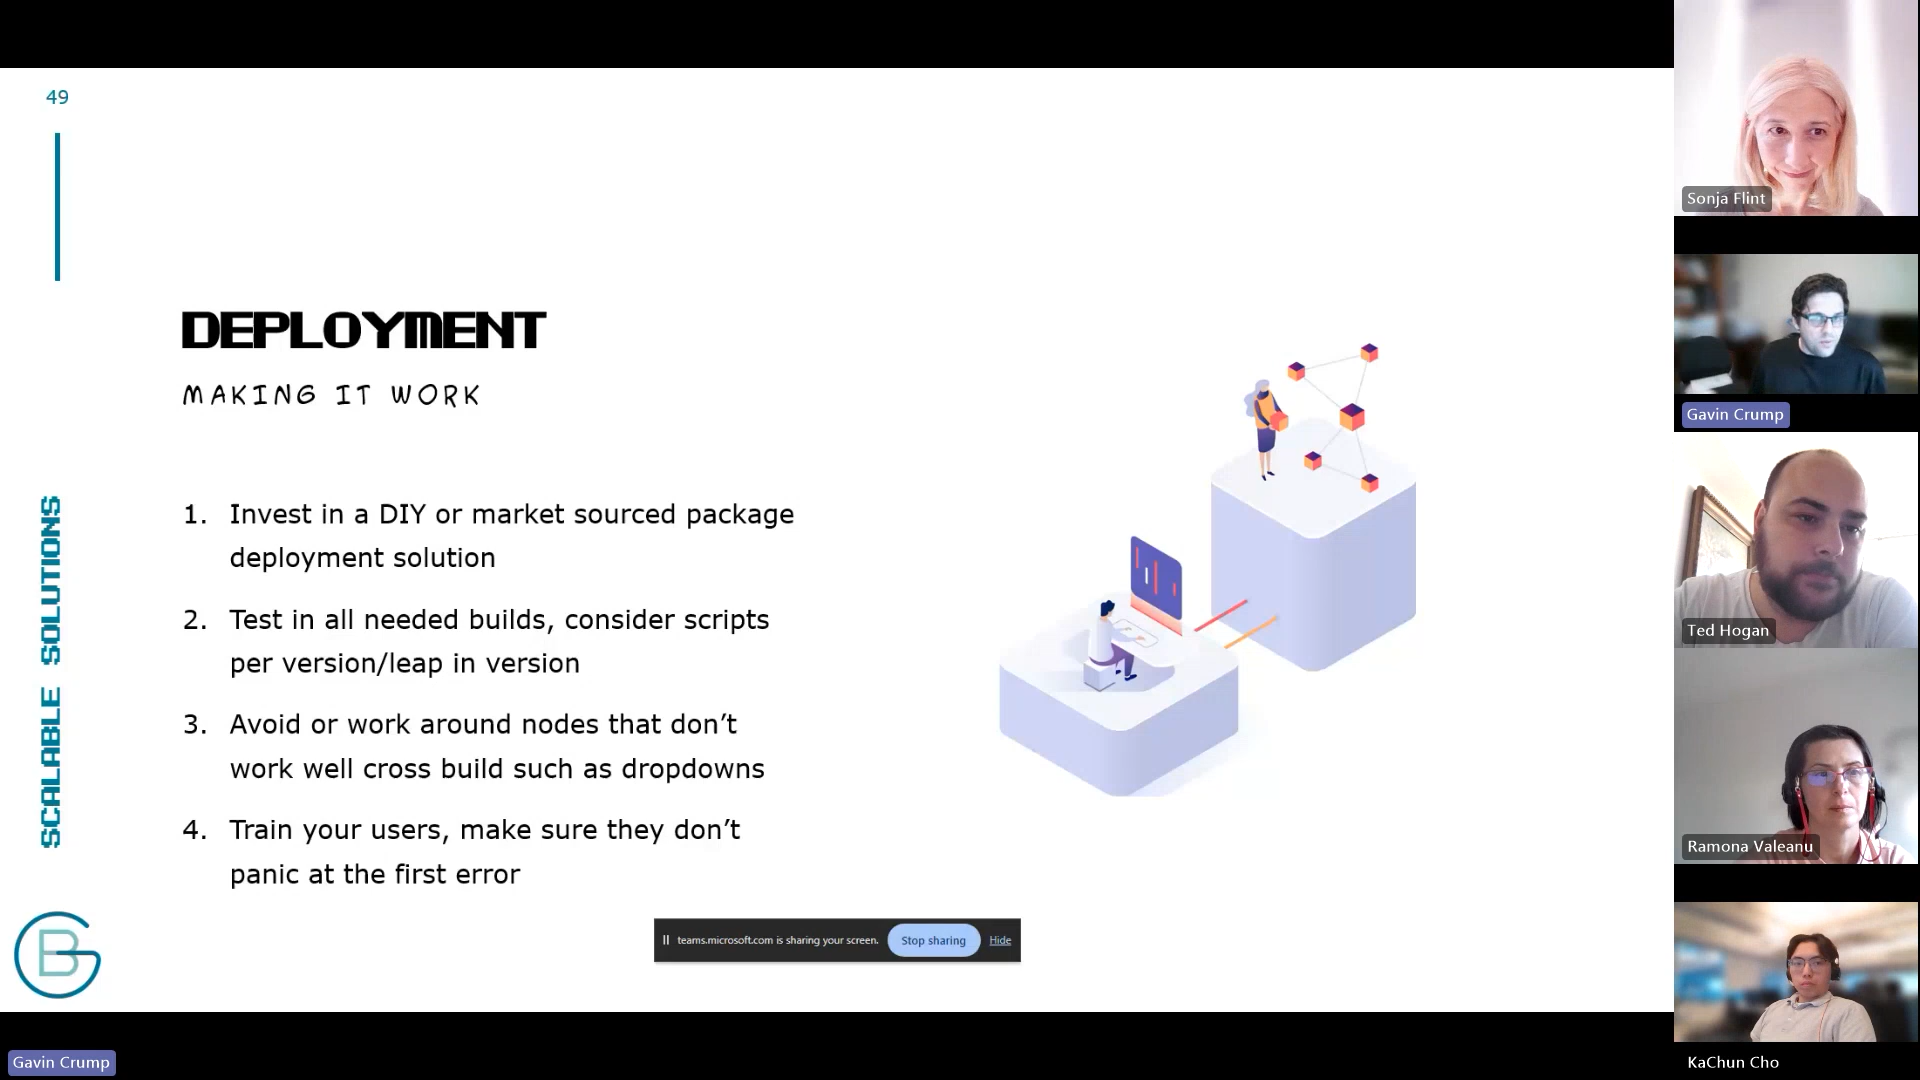 49
DEPLOYMENT
MAKING IT WORK
SCALABLE SOLUTIONS
1. Invest in a DIY or market sourced package
deployment solution
2. Test in all needed builds, consider scripts
per version/leap in version
3. Avoid or work around nodes that don’t
work well cross build such as dropdowns
4. Train your users, make sure they don’t
panic at the first error
teams.microsoft.com is sharing your screen. Stop sharing Hide
GB
Gavin Crump
Sonja Flint
Gavin Crump
Ted Hogan
Ramona Valeanu
KaChun Cho